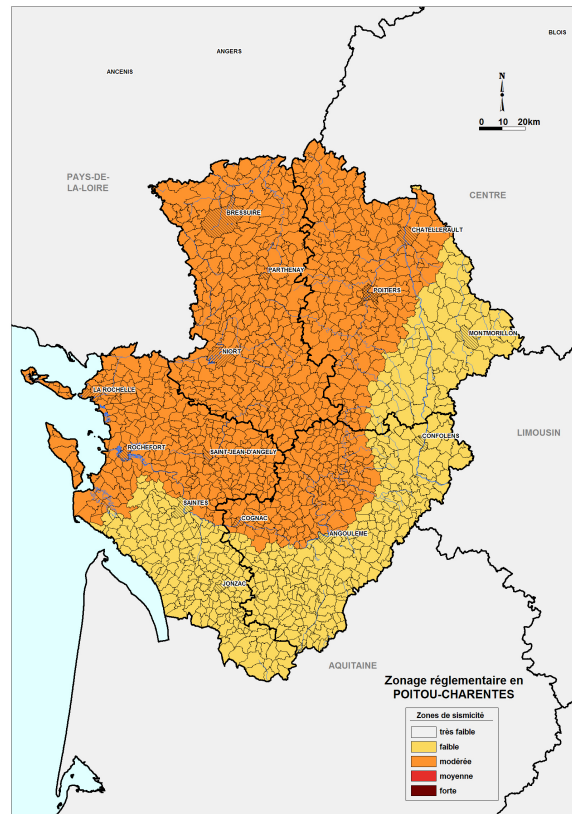 BLOIS
ANGERS
ANCENIS
N
0 10 20km
PAYS-DE-
LA-LOIRE
CENTRE
BRESSUIRE
CHATELLERAULT
PARTHENAY
POITIERS
MONTMORILLON
NIORT
LA ROCHELLE
LIMOUSIN
CONFOLENS
ROCHEFORT
SAINT-JEAN-D'ANGELY
SAINTES
COGNAC
ANGOULEME
JONZAC
AQUITAINE
Zonage réglementaire en
POITOU-CHARENTES
Zones de sismicité
très faible
faible
modérée
moyenne
forte